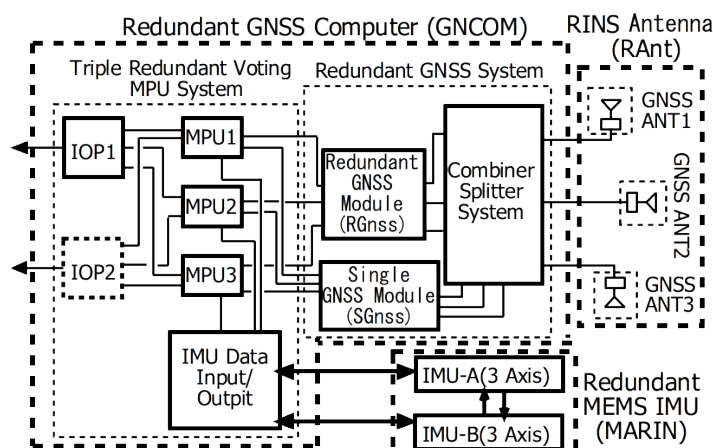 Redundant GNSS Computer (GNCOM)
RINS Antenna
(RAnt)
Triple Redundant Voting
MPU System
Redundant GNSS System
GNSS
ANT1
IOP1
MPU1
Redundant
GNSS
Module
(RGnss)
Combiner
Splitter
System
GNSS
ANT2
MPU2
IOP2
MPU3
Single
GNSS Module
(SGnss)
GNSS
ANT3
IMU Data
Input/
Outpit
IMU-A(3 Axis)
IMU-B(3 Axis)
Redundant
MEMS IMU
(MARIN)